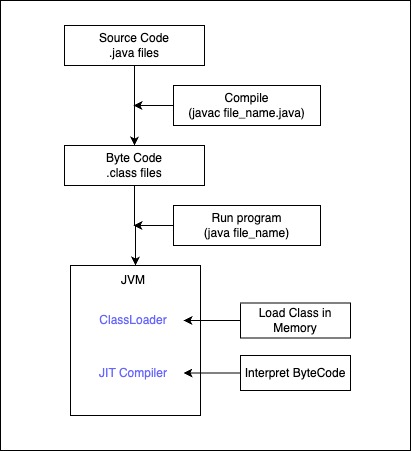 Source Code
.java files
Compile
(javac file_name.java)
Byte Code
.class files
Run program
(java file_name)
JVM
ClassLoader
Load Class in
Memory
JIT Compiler
Interpret ByteCode